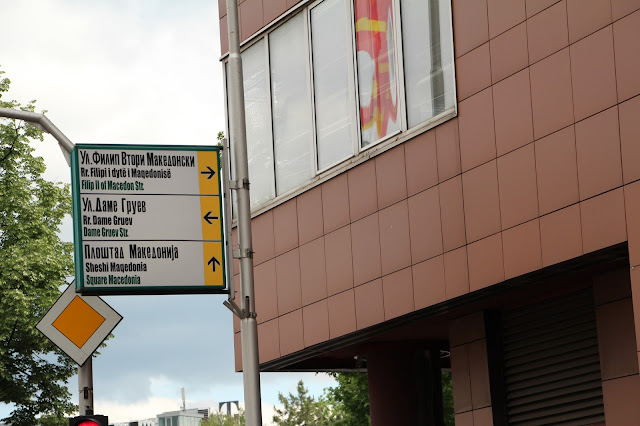 Ул.Филип Втори Македонски
Rr. Filipi i dytë i Maqedonisë
Filip II of Macedon Str.
Ул.Даме Груев
Rr. Dame Gruev
Dame Gruev Str.
Плоштад Македонија
Sheshi Maqedonia
Square Macedonia